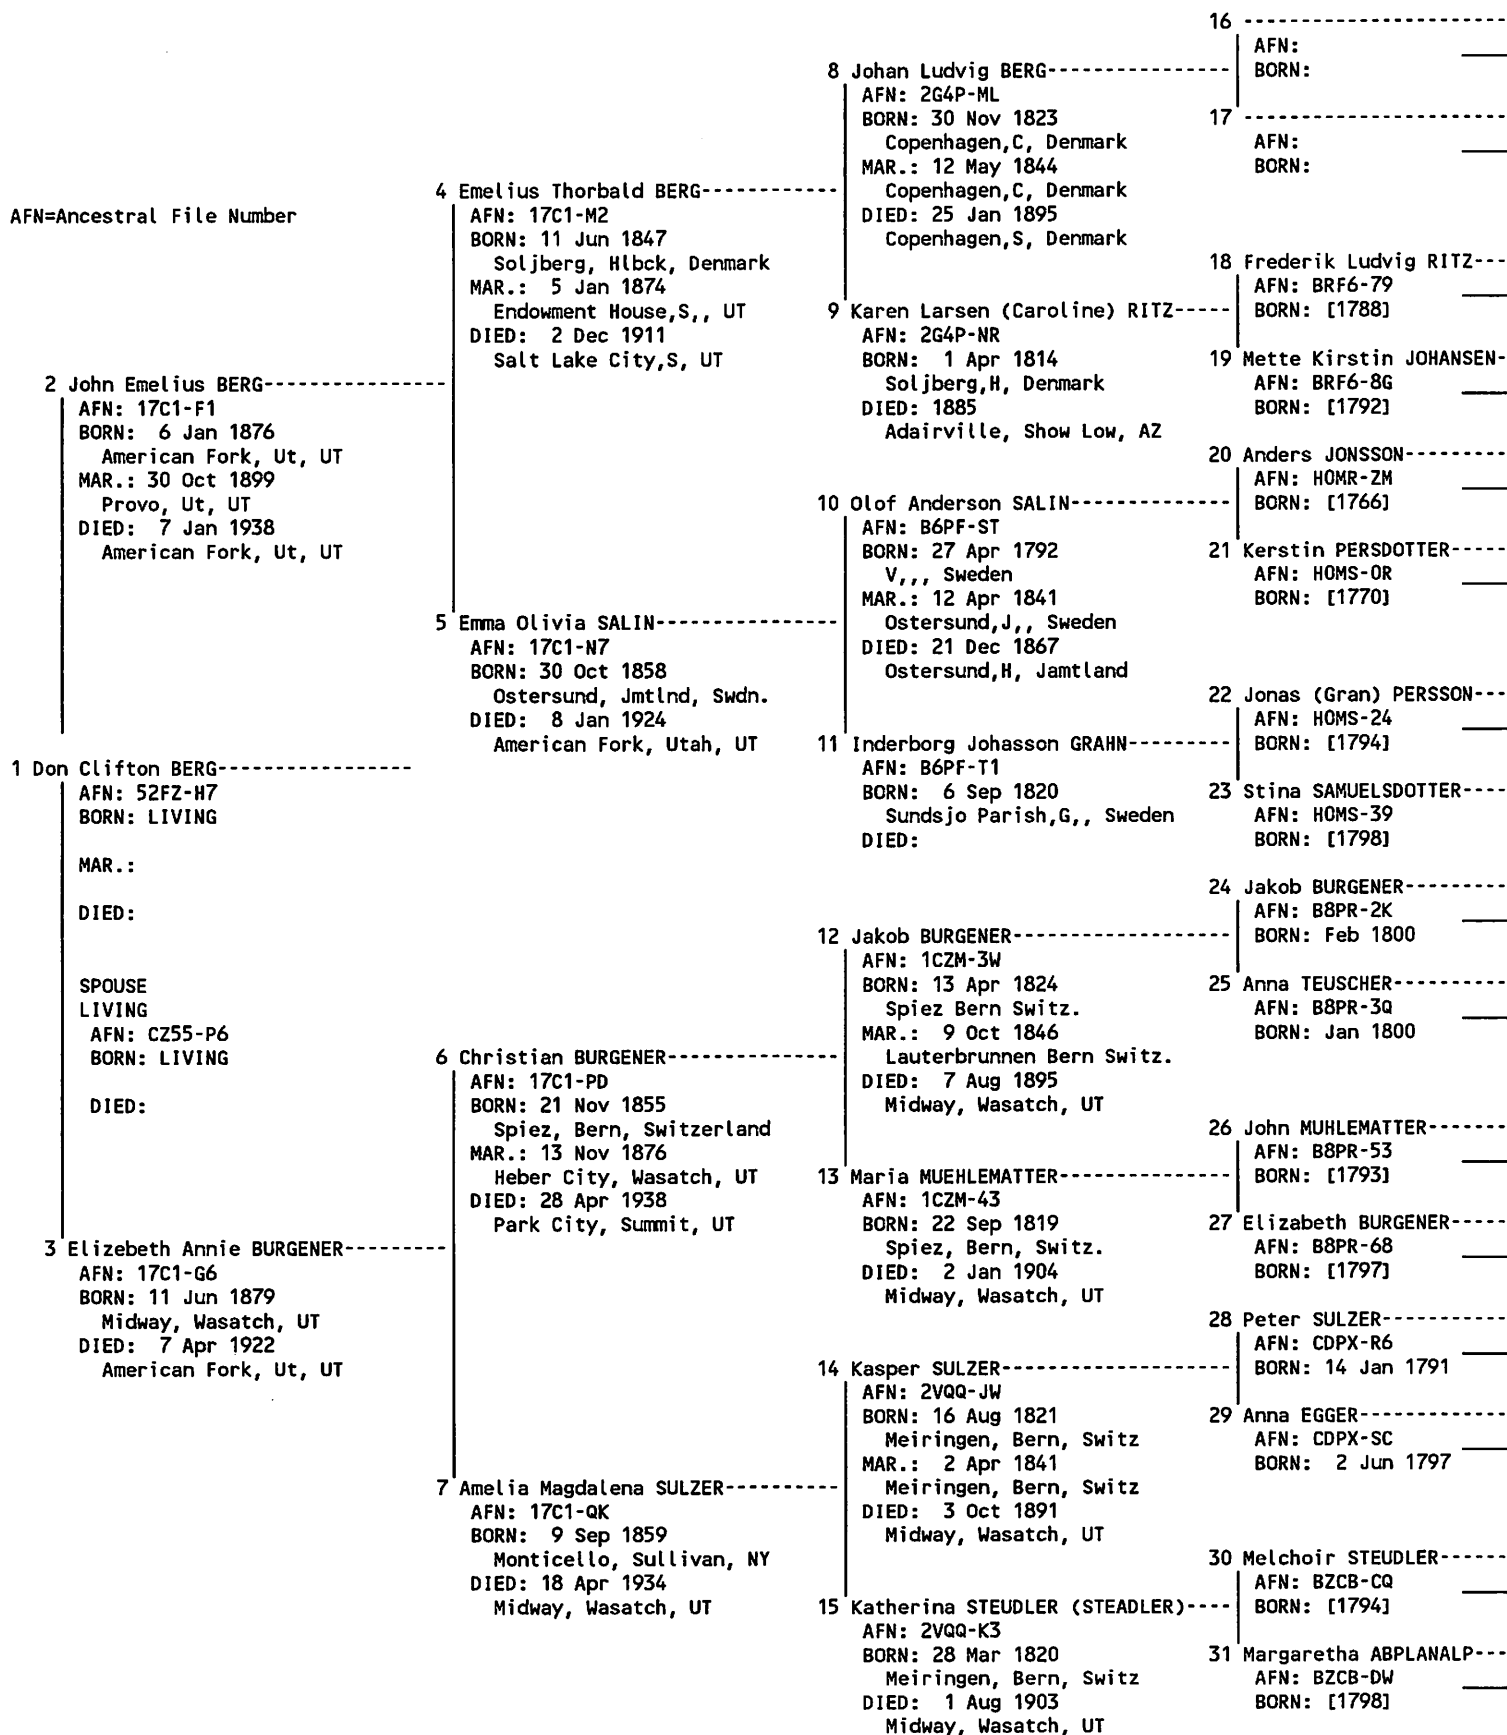 AFN=Ancestral File Number
1 Don Clifton BERG----------------
AFN: 52FZ-H7
BORN: LIVING
MAR.:
DIED:
SPOUSE
LIVING
AFN: CZ55-P6
BORN: LIVING
DIED:
2 John Emelius BERG---------------
AFN: 17C1-F1
BORN:  6 Jan 1876
American Fork, Ut, UT
MAR.: 30 Oct 1899
Provo, Ut, UT
DIED:  7 Jan 1938
American Fork, Ut, UT
3 Elizebeth Annie BURGENER---------
AFN: 17C1-G6
BORN: 11 Jun 1879
Midway, Wasatch, UT
DIED:  7 Apr 1922
American Fork, Ut, UT
4 Emelius Thorbald BERG-----------
AFN: 17C1-M2
BORN: 11 Jun 1847
Soljberg, Hlbck, Denmark
MAR.:  5 Jan 1874
Endowment House,S,, UT
DIED:  2 Dec 1911
Salt Lake City,S, UT
5 Emma Olivia SALIN---------------
AFN: 17C1-N7
BORN: 30 Oct 1858
Ostersund, Jmtlnd, Swdn.
DIED:  8 Jan 1924
American Fork, Utah, UT
6 Christian BURGENER--------------
AFN: 17C1-PD
BORN: 21 Nov 1855
Spiez, Bern, Switzerland
MAR.: 13 Nov 1876
Heber City, Wasatch, UT
DIED: 28 Apr 1938
Park City, Summit, UT
7 Amelia Magdalena SULZER---------
AFN: 17C1-QK
BORN:  9 Sep 1859
Monticello, Sullivan, NY
DIED: 18 Apr 1934
Midway, Wasatch, UT
8 Johan Ludvig BERG---------------
AFN: 2G4P-ML
BORN: 30 Nov 1823
Copenhagen,C, Denmark
MAR.: 12 May 1844
Copenhagen,C, Denmark
DIED: 25 Jan 1895
Copenhagen,S, Denmark
9 Karen Larsen (Caroline) RITZ-----
AFN: 2G4P-NR
BORN:  1 Apr 1814
Soljberg,H, Denmark
DIED: 1885
Adairville, Show Low, AZ
10 Olof Anderson SALIN-------------
AFN: B6PF-ST
BORN: 27 Apr 1792
V,,, Sweden
MAR.: 12 Apr 1841
Ostersund,J,, Sweden
DIED: 21 Dec 1867
Ostersund,H, Jamtland
11 Inderborg Johasson GRAHN---------
AFN: B6PF-T1
BORN:  6 Sep 1820
Sundsjo Parish,G,, Sweden
DIED:
12 Jakob BURGENER------------------
AFN: 1CZM-3W
BORN: 13 Apr 1824
Spiez Bern Switz.
MAR.:  9 Oct 1846
Lauterbrunnen Bern Switz.
DIED:  7 Aug 1895
Midway, Wasatch, UT
13 Maria MUEHLEMATTER--------------
AFN: 1CZM-43
BORN: 22 Sep 1819
Spiez, Bern, Switz.
DIED:  2 Jan 1904
Midway, Wasatch, UT
14 Kasper SULZER-------------------
AFN: 2VQQ-JW
BORN: 16 Aug 1821
Meiringen, Bern, Switz
MAR.:  2 Apr 1841
Meiringen, Bern, Switz
DIED:  3 Oct 1891
Midway, Wasatch, UT
15 Katherina STEUDLER (STEADLER)----
AFN: 2VQQ-K3
BORN: 28 Mar 1820
Meiringen, Bern, Switz
DIED:  1 Aug 1903
Midway, Wasatch, UT
16 ----------------------
AFN:
BORN:
17 ----------------------
AFN:
BORN:
18 Frederik Ludvig RITZ---
AFN: BRF6-79
BORN: [1788]
19 Mette Kirstin JOHANSEN-
AFN: BRF6-8G
BORN: [1792]
20 Anders JONSSON---------
AFN: H0MR-ZM
BORN: [1766]
21 Kerstin PERSDOTTER-----
AFN: H0MS-0R
BORN: [1770]
22 Jonas (Gran) PERSSON---
AFN: H0MS-24
BORN: [1794]
23 Stina SAMUELSDOTTER----
AFN: H0MS-39
BORN: [1798]
24 Jakob BURGENER---------
AFN: B8PR-2K
BORN: Feb 1800
25 Anna TEUSCHER----------
AFN: B8PR-3Q
BORN: Jan 1800
26 John MUHLEMATTER-------
AFN: B8PR-53
BORN: [1793]
27 Elizabeth BURGENER-----
AFN: B8PR-68
BORN: [1797]
28 Peter SULZER-----------
AFN: CDPX-R6
BORN: 14 Jan 1791
29 Anna EGGER-------------
AFN: CDPX-SC
BORN:  2 Jun 1797
30 Melchoir STEUDLER------
AFN: BZCB-CQ
BORN: [1794]
31 Margaretha ABPLANALP---
AFN: BZCB-DW
BORN: [1798]